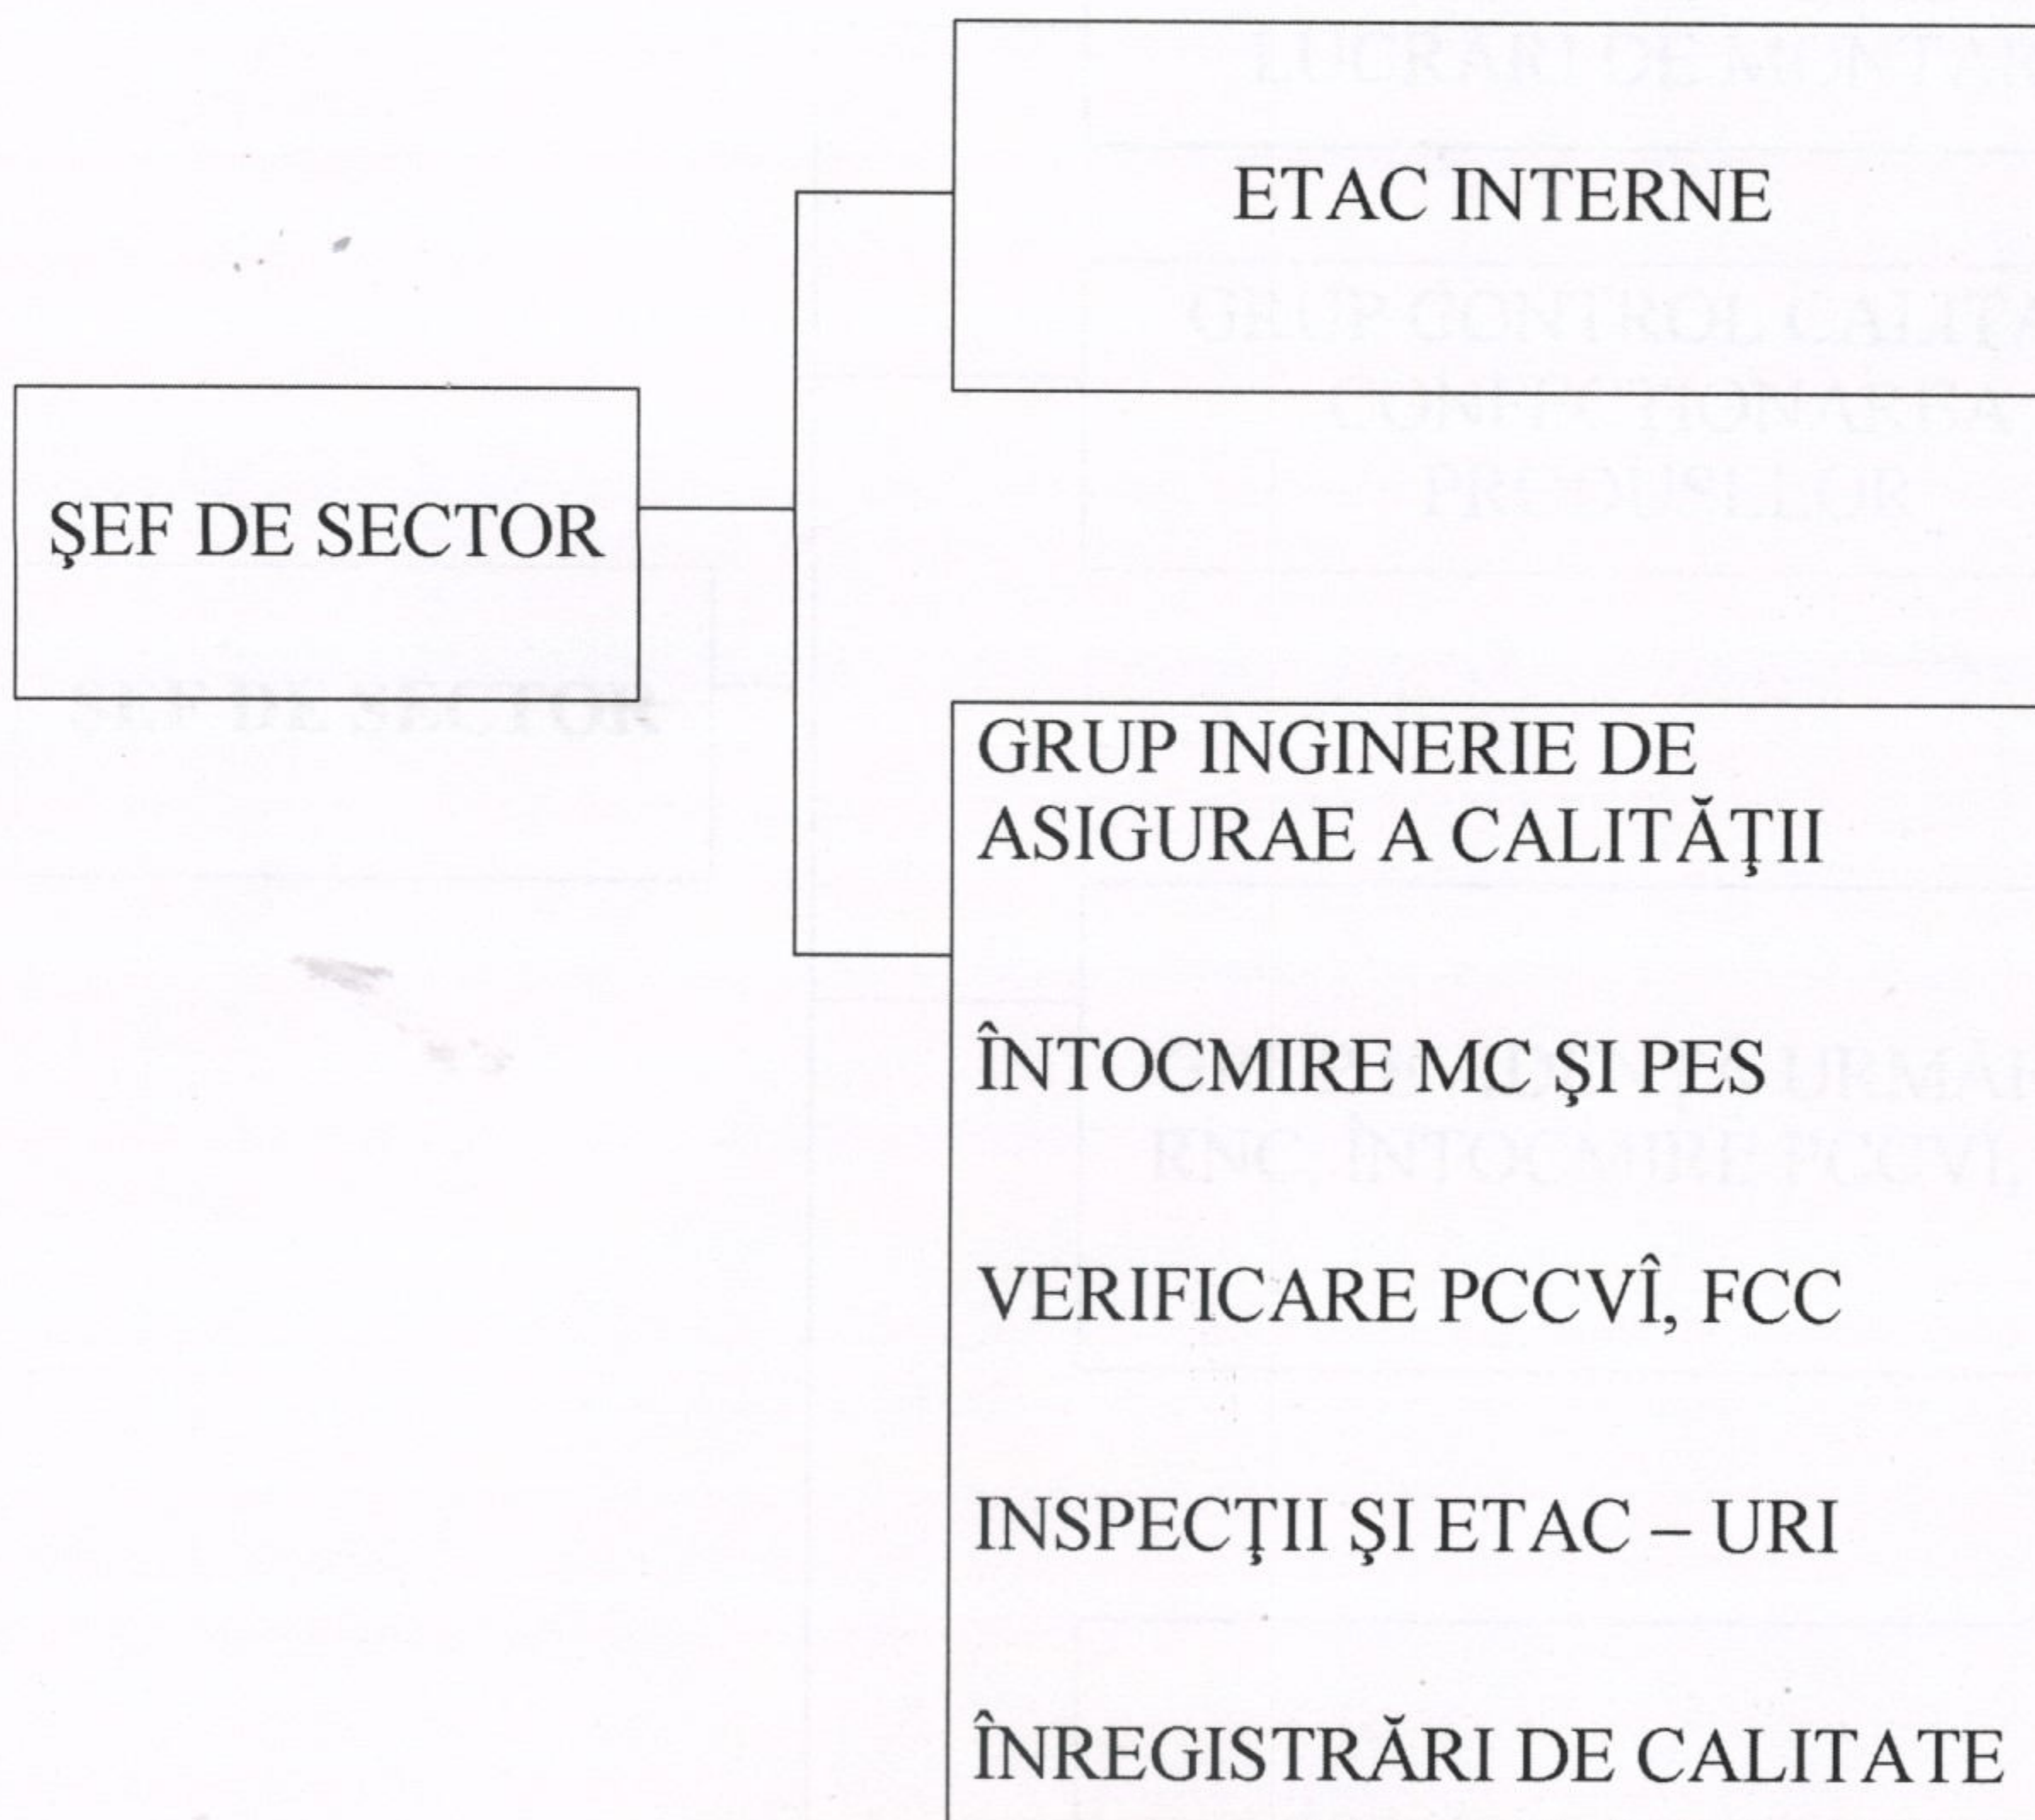 ETAC INTERNE
ŞEF DE SECTOR
GRUP INGINERIE DE
ASIGURAE A CALITĂŢII
ÎNTOCMIRE MC ŞI PES
VERIFICARE PCCVÎ, FCC
INSPECŢII ŞI ETAC – URI
ÎNREGISTRĂRI DE CALITATE